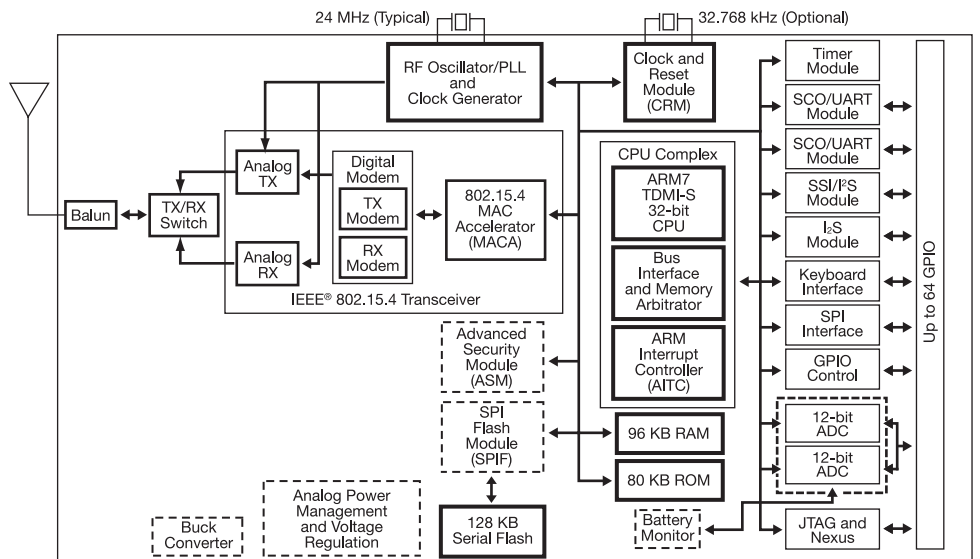 24 MHz (Typical)
32.768 kHz (Optional)
RF Oscillator/PLL
and
Clock Generator
Clock and
Reset
Module
(CRM)
Timer
Module
SCO/UART
Module
SCO/UART
Module
SSI/I²S
Module
I₂S
Module
Keyboard
Interface
SPI
Interface
GPIO
Control
12-bit
ADC
12-bit
ADC
JTAG and
Nexus
Up to 64 GPIO
Balun
TX/RX
Switch
Analog
TX
Analog
RX
Digital
Modem
TX
Modem
RX
Modem
802.15.4
MAC
Accelerator
(MACA)
IEEE® 802.15.4 Transceiver
CPU Complex
ARM7
TDMI-S
32-bit
CPU
Bus
Interface
and Memory
Arbitrator
ARM
Interrupt
Controller
(AITC)
Advanced
Security
Module
(ASM)
SPI
Flash
Module
(SPIF)
96 KB RAM
80 KB ROM
128 KB
Serial Flash
Battery
Monitor
Buck
Converter
Analog Power
Management
and Voltage
Regulation